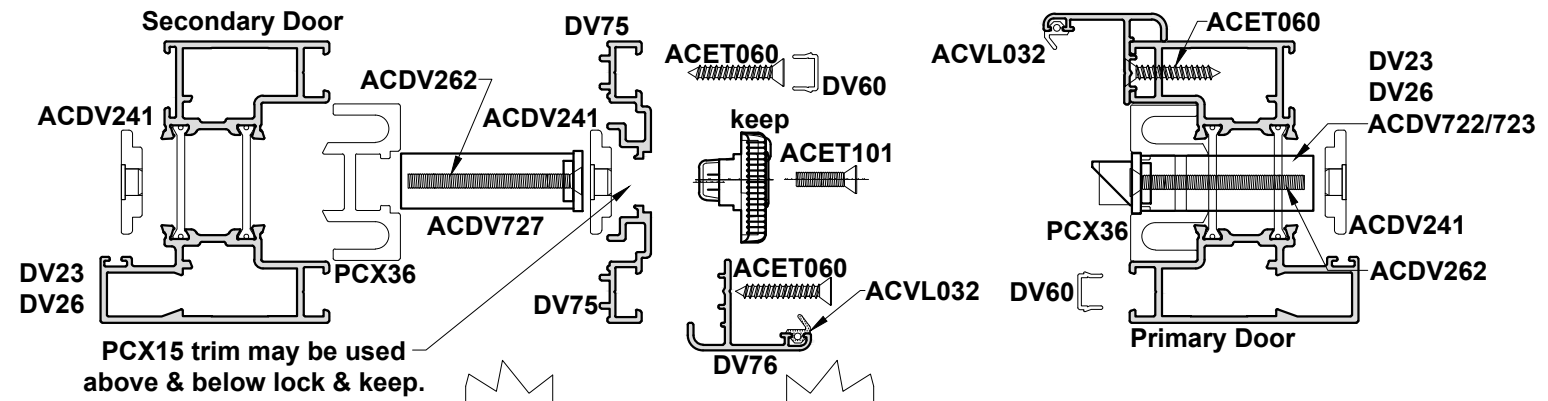 Secondary Door
DV75
ACET060
ACDV262
DV60
ACDV241
ACDV241
keep
ACET101
ACDV727
PCX36
DV23
DV26
DV75
ACET060
ACVL032
DV76
PCX15 trim may be used
above & below lock & keep.
ACET060
ACVL032
DV23
DV26
ACDV722/723
PCX36
ACDV241
ACDV262
DV60
Primary Door